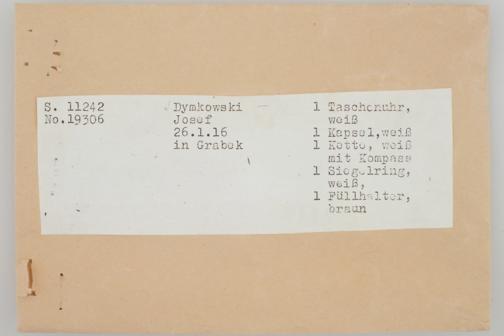 S. 11242 Dymkowski 1 Taschenuhr,
No.19306 Josef weiß
26.1.16 1 Kapsel,weiß
in Grabek 1 Kette, weiß
mit Kompass
1 Siegelring,
weiß,
1 Füllhalter,
braun